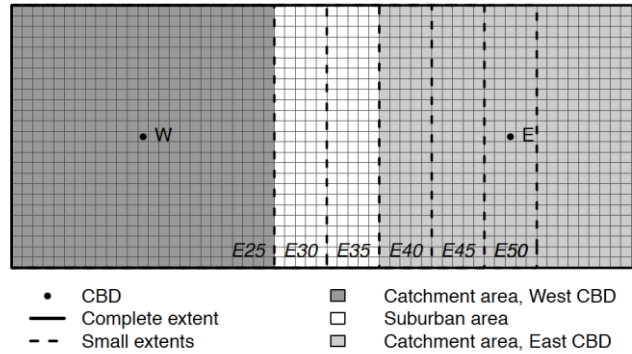 W E
E25 E30 E35 E40 E45 E50
CBD Catchment area, West CBD
Complete extent Suburban area
Small extents Catchment area, East CBD